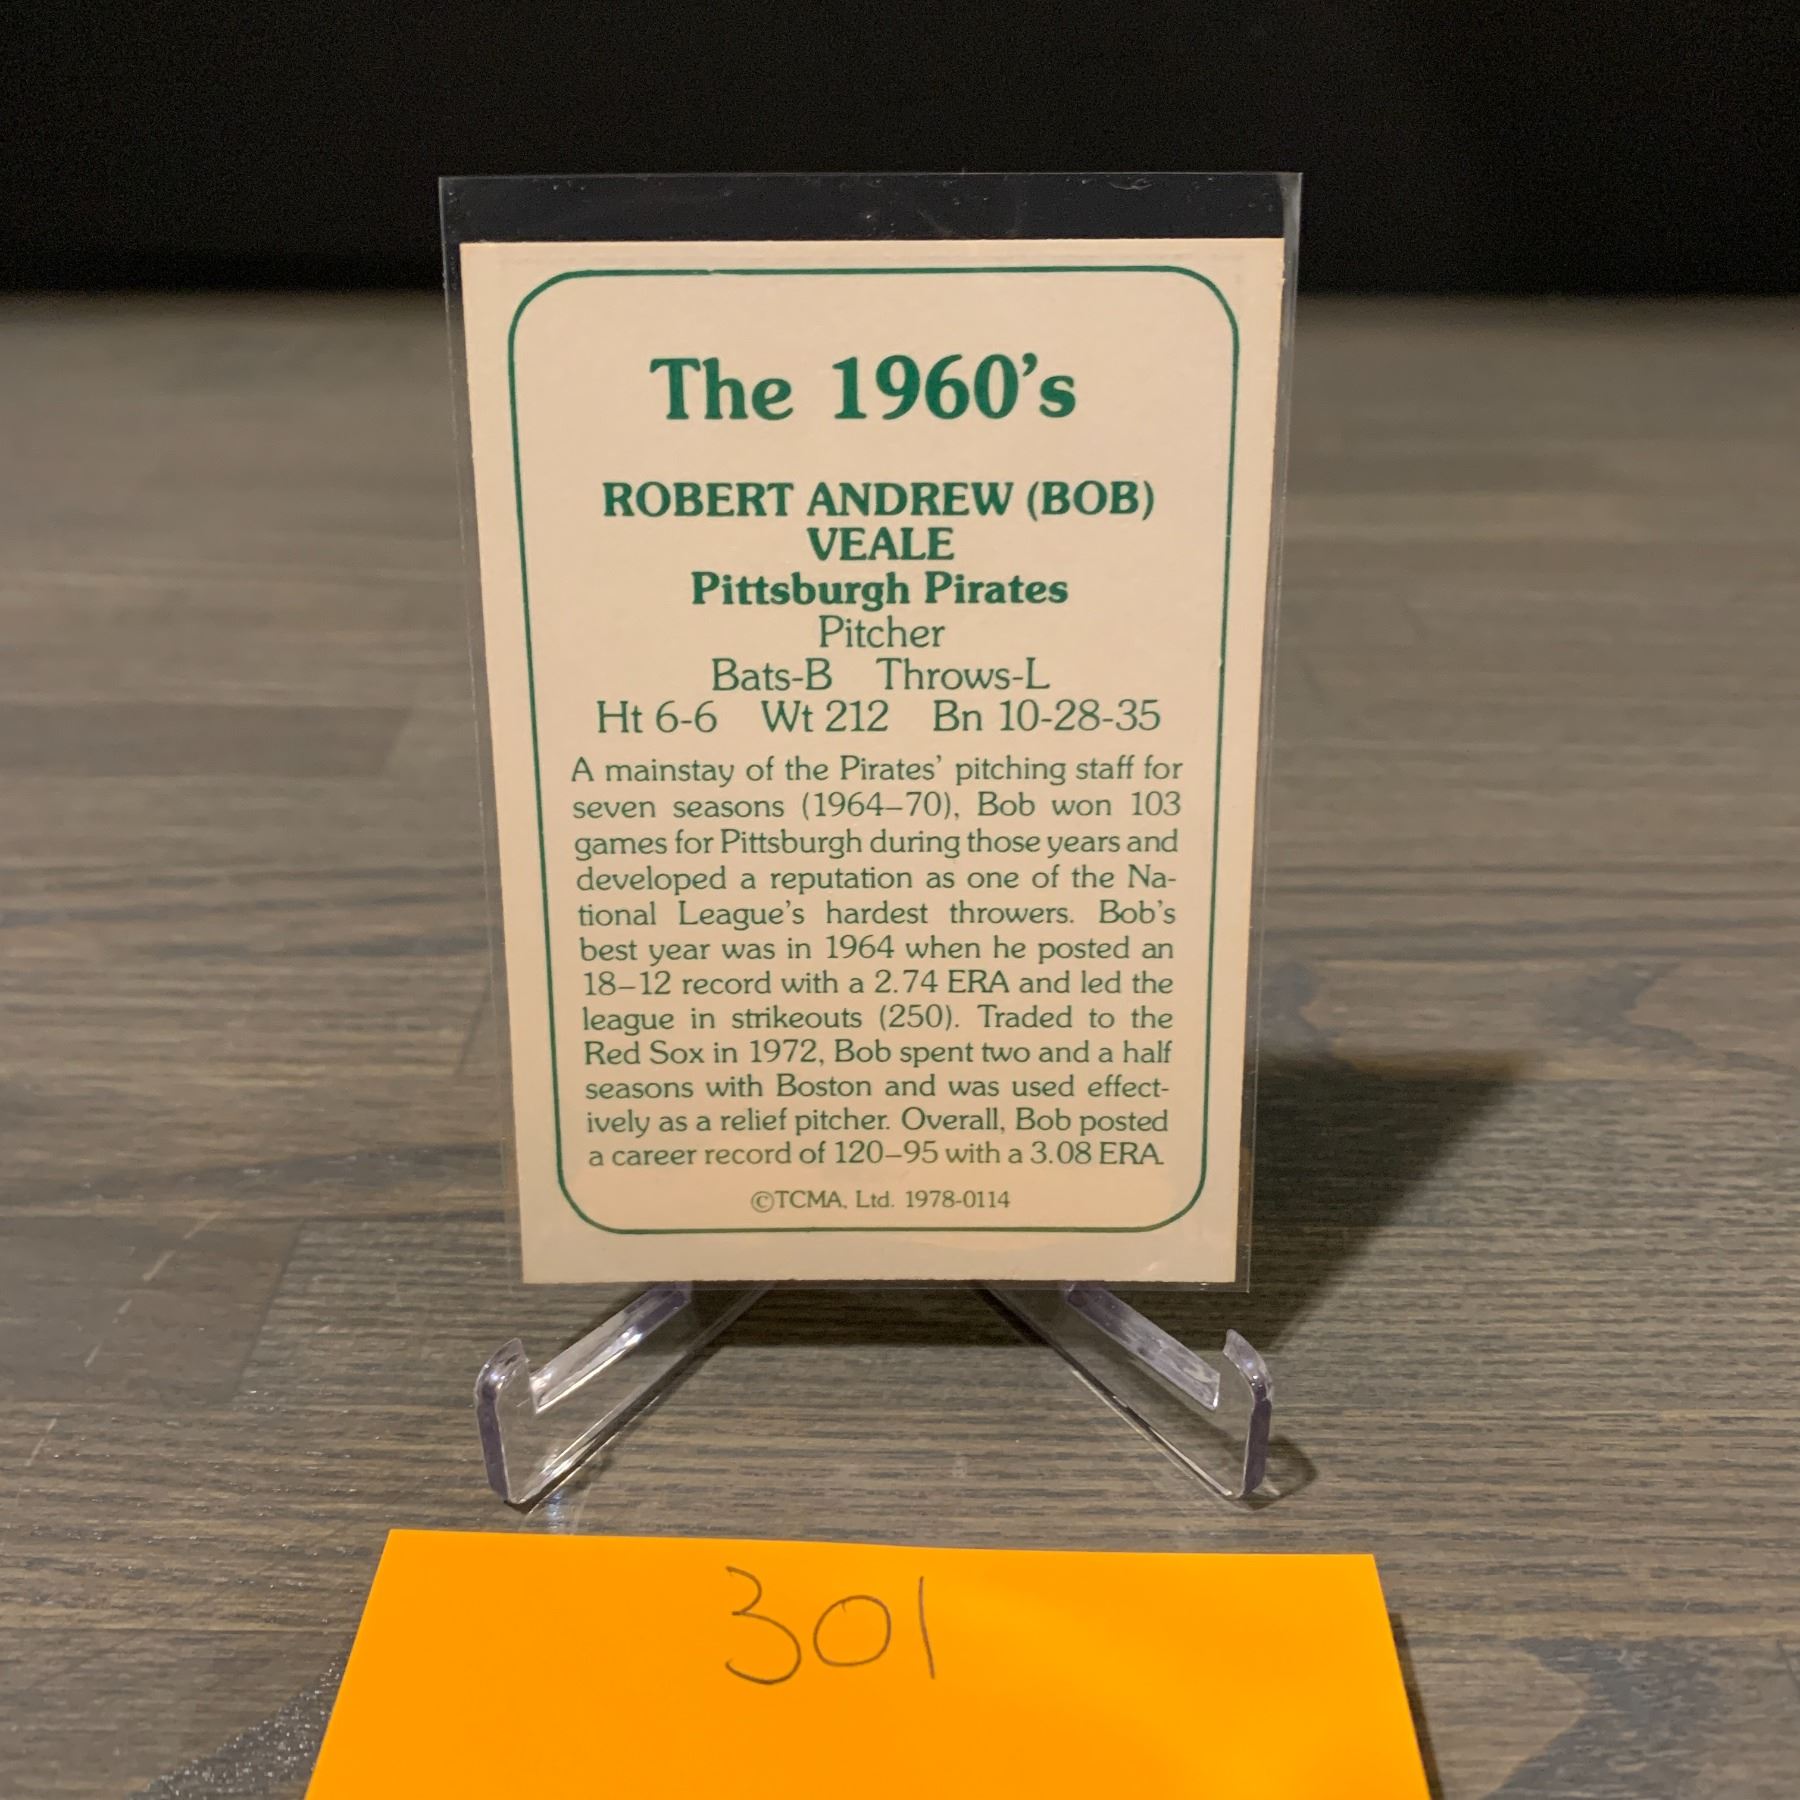 The 1960's
ROBERT ANDREW (BOB)
VEALE
Pittsburgh Pirates
Pitcher
Bats-B Throws-L
Ht 6-6 Wt 212 Bn 10-28-35
A mainstay of the Pirates' pitching staff for
seven seasons (1964–70), Bob won 103
games for Pittsburgh during those years and
developed a reputation as one of the Na-
tional League's hardest throwers. Bob's
best year was in 1964 when he posted an
18–12 record with a 2.74 ERA and led the
league in strikeouts (250). Traded to the
Red Sox in 1972, Bob spent two and a half
seasons with Boston and was used effect-
ively as a relief pitcher. Overall, Bob posted
a career record of 120–95 with a 3.08 ERA.
©TCMA, Ltd. 1978-0114
301